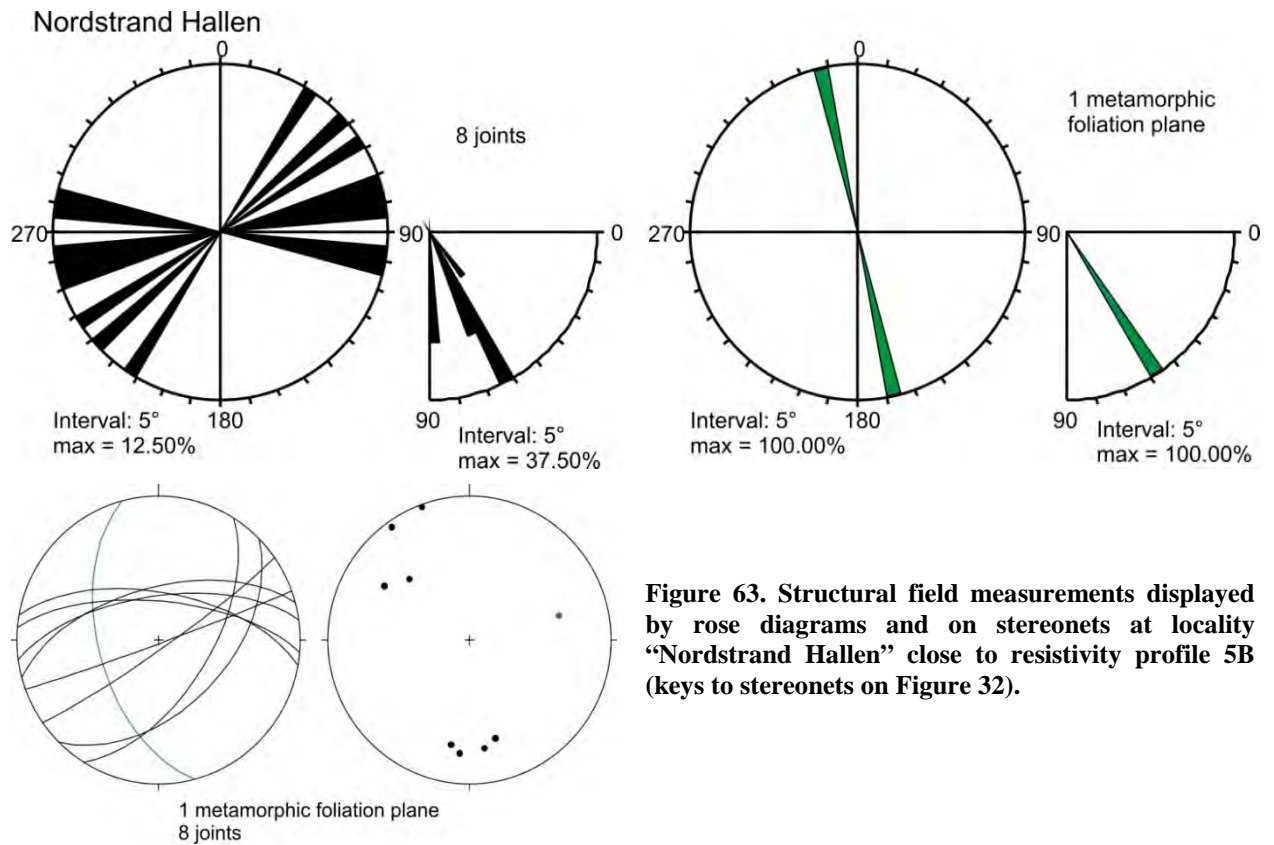 Nordstrand Hallen
0
270
90
180
8 joints
0
90
Interval: 5°
max = 12.50%
Interval: 5°
max = 37.50%
0
270
90
180
1 metamorphic
foliation plane
0
90
Interval: 5°
max = 100.00%
Interval: 5°
max = 100.00%
1 metamorphic foliation plane
8 joints
Figure 63. Structural field measurements displayed
by rose diagrams and on stereonets at locality
“Nordstrand Hallen” close to resistivity profile 5B
(keys to stereonets on Figure 32).